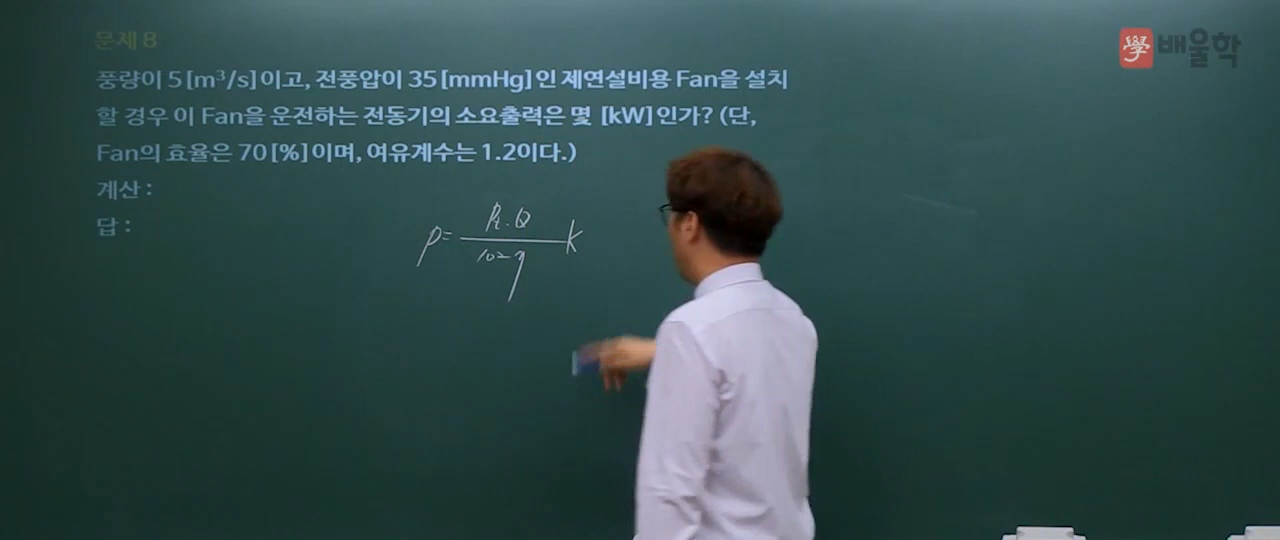 문제 8
學 배울학
풍량이 5[m³/s]이고, 전풍압이 35[mmHg]인 제연설비용 Fan을 설치
할 경우 이 Fan을 운전하는 전동기의 소요출력은 몇 [kW]인가? (단,
Fan의 효율은 70[%]이며, 여유계수는 1.2이다.)
계산 :
답 :
P = Pt·Q / 102η K